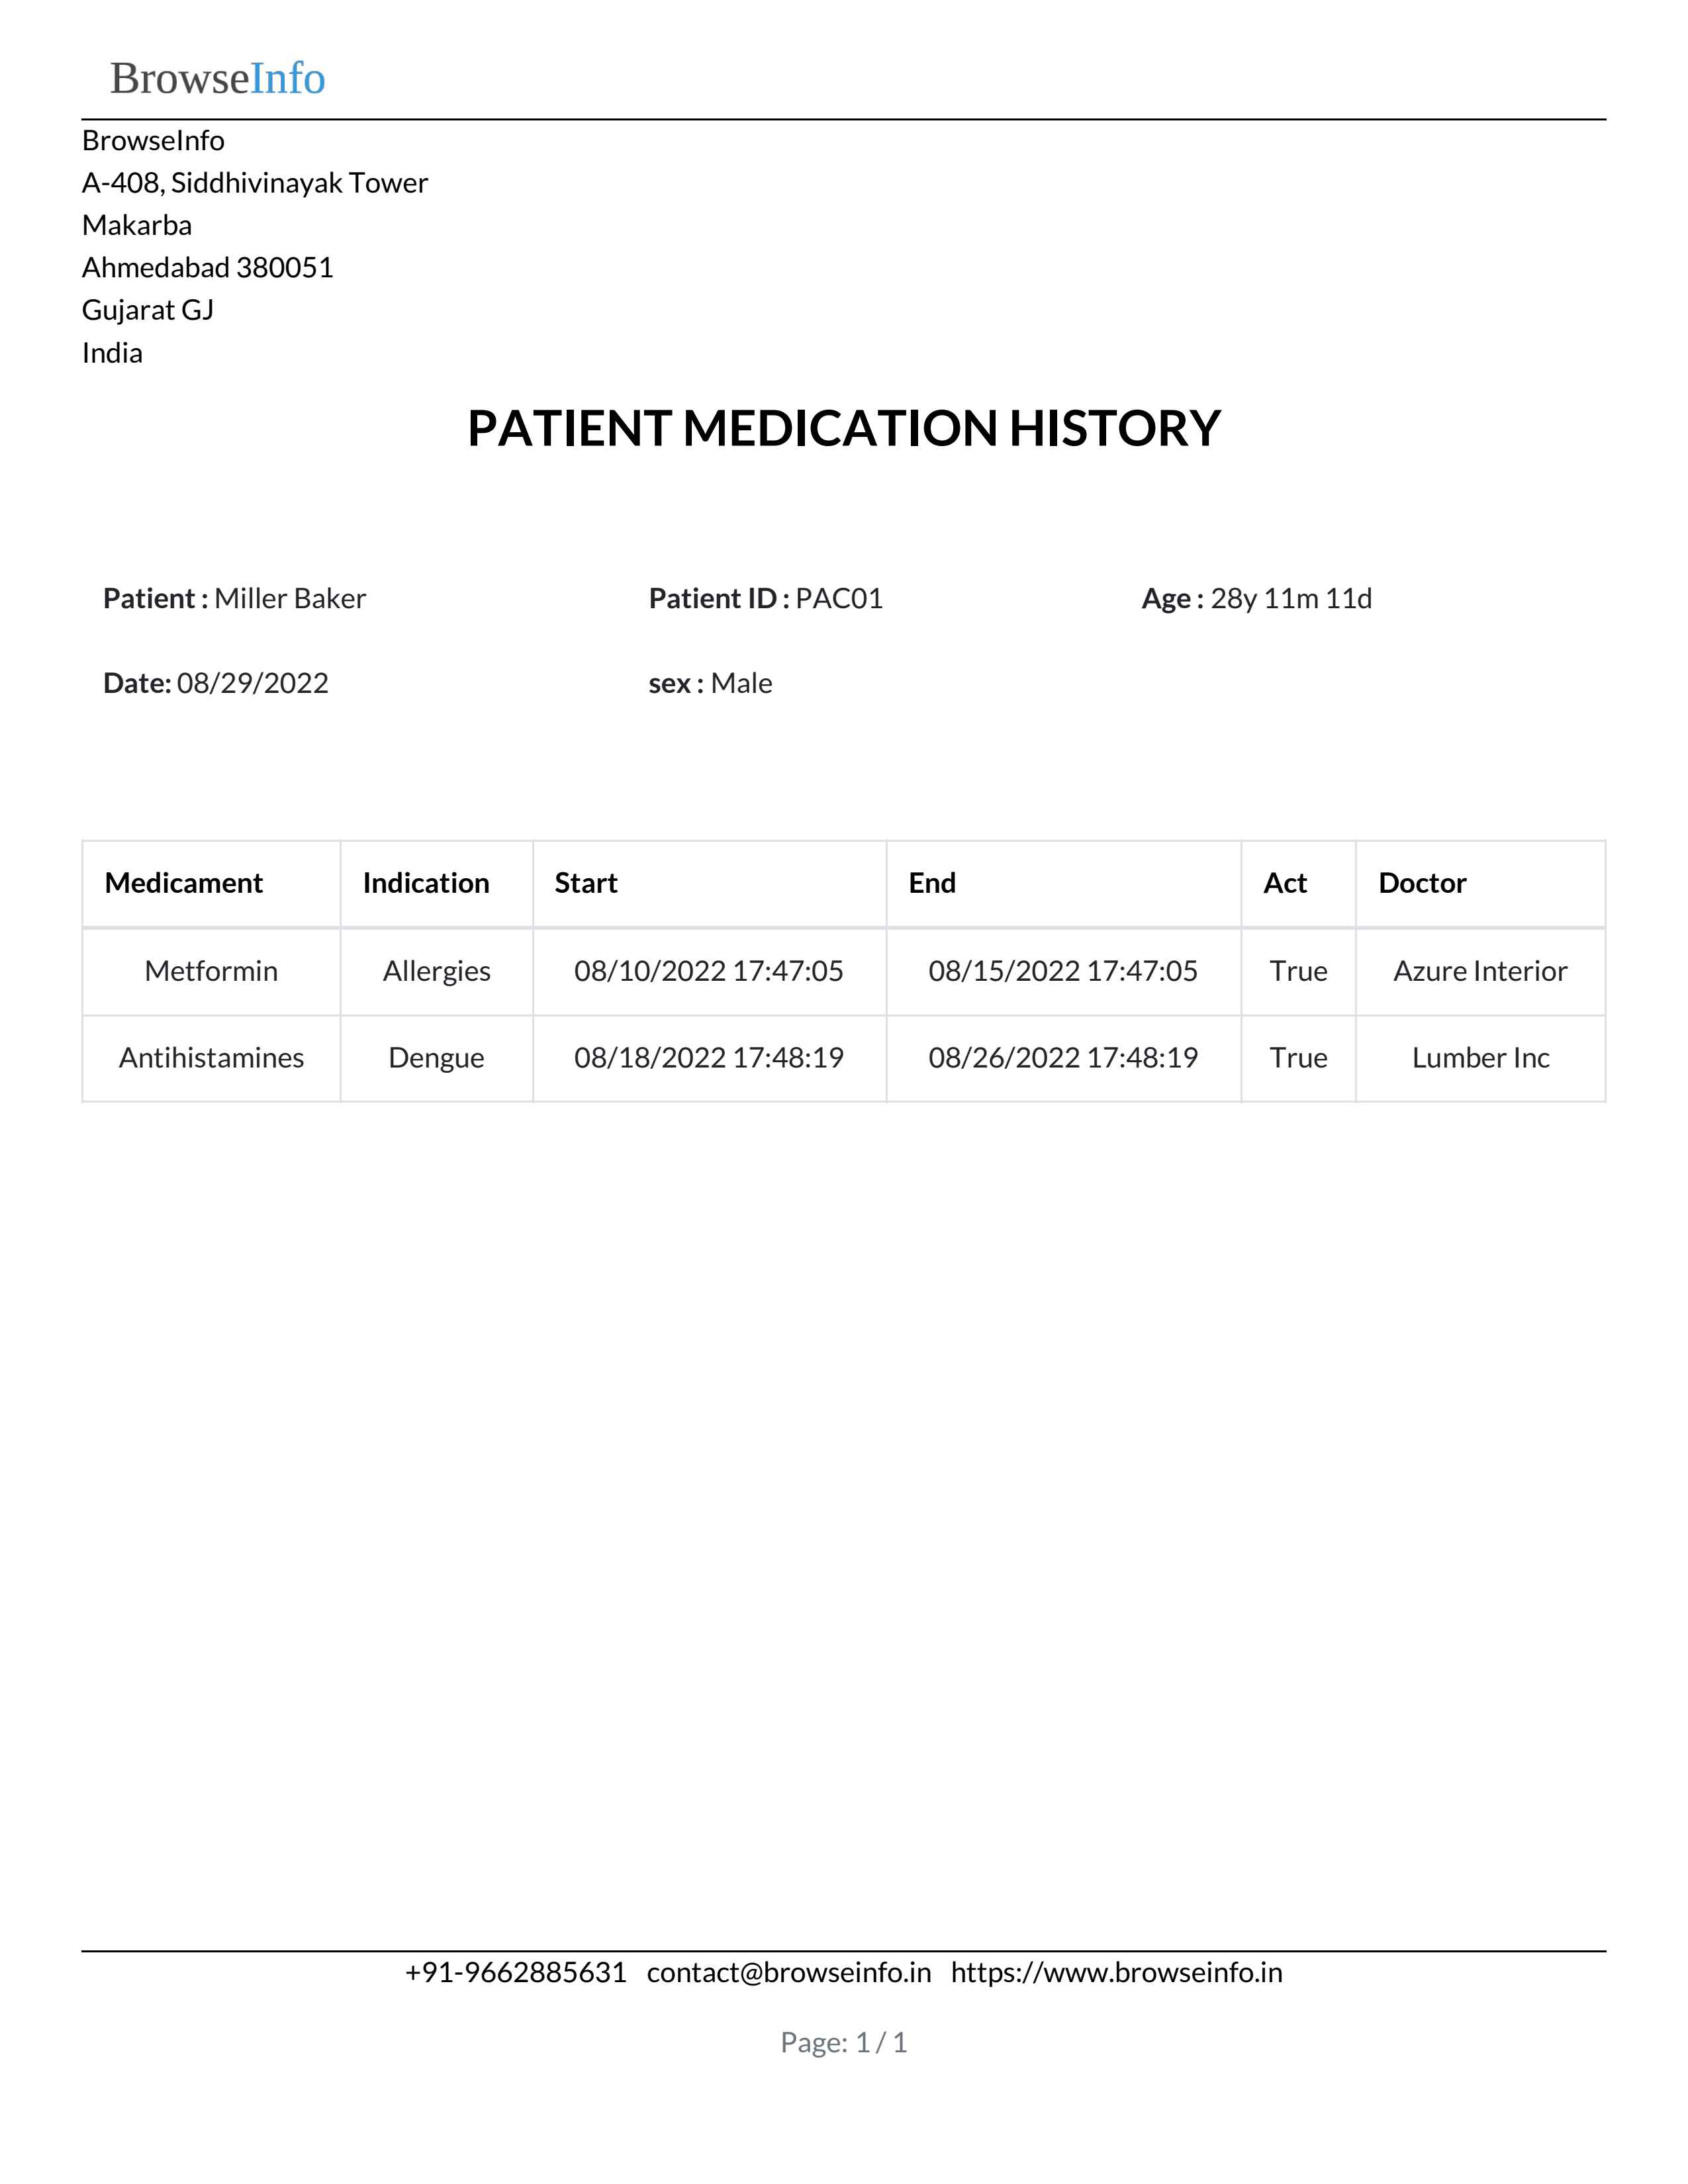 BrowseInfo
BrowseInfo
A-408, Siddhivinayak Tower
Makarba
Ahmedabad 380051
Gujarat GJ
India
PATIENT MEDICATION HISTORY
Patient : Miller Baker Patient ID : PAC01 Age : 28y 11m 11d
Date: 08/29/2022 sex : Male
Medicament Indication Start End Act Doctor
Metformin Allergies 08/10/2022 17:47:05 08/15/2022 17:47:05 True Azure Interior
Antihistamines Dengue 08/18/2022 17:48:19 08/26/2022 17:48:19 True Lumber Inc
+91-9662885631 contact@browseinfo.in https://www.browseinfo.in
Page: 1 / 1